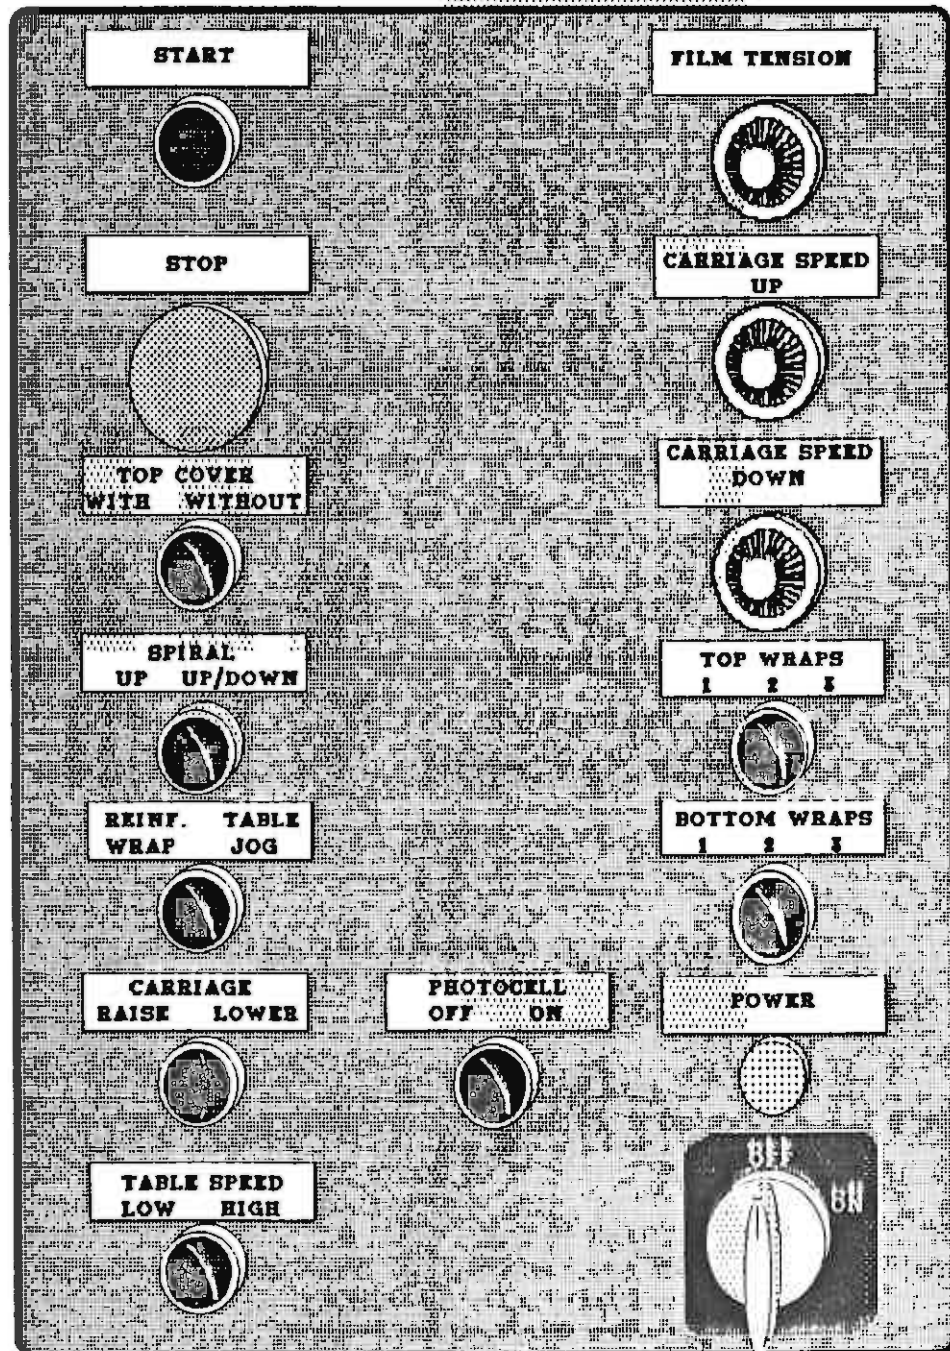 START
FILM TENSION
STOP
CARRIAGE SPEED
UP
TOP COVER
WITH WITHOUT
CARRIAGE SPEED
DOWN
SPIRAL
UP UP/DOWN
TOP WRAPS
1 2 3
REINF. TABLE
WRAP JOG
BOTTOM WRAPS
1 2 3
CARRIAGE
RAISE LOWER
PHOTOCELL
OFF ON
POWER
TABLE SPEED
LOW HIGH
OFF
ON